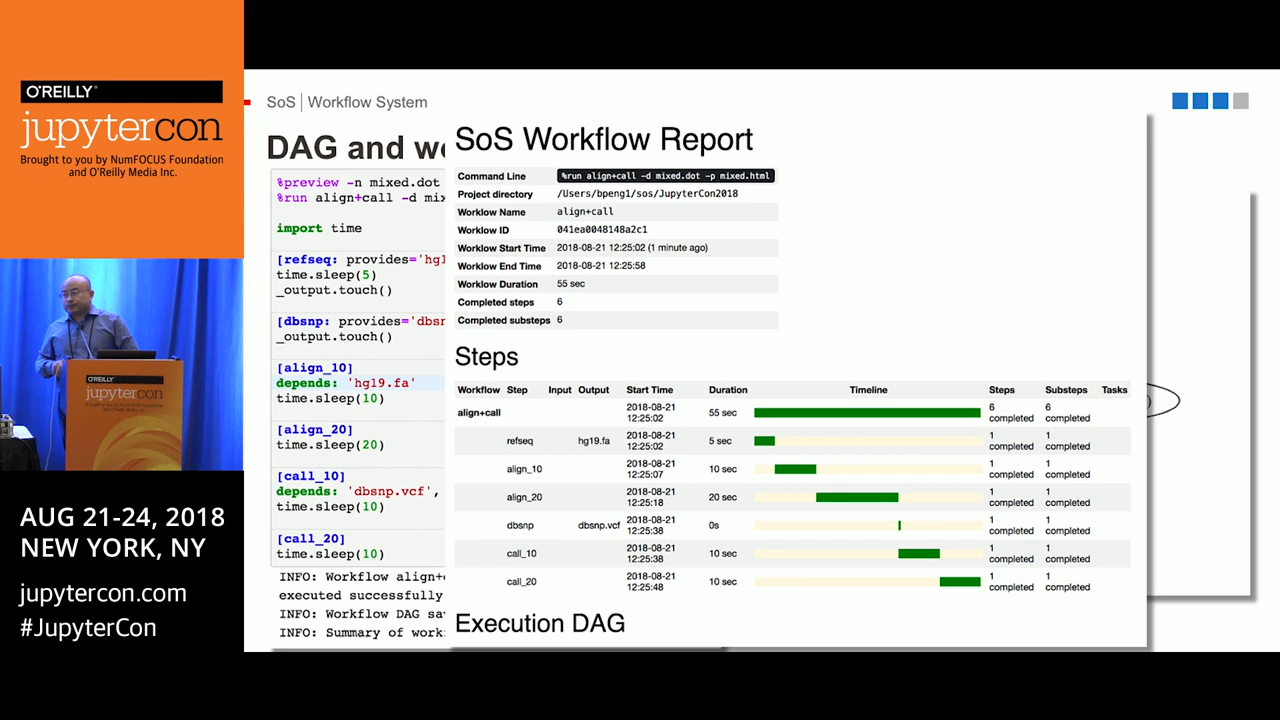 O'REILLY®
jupytercon
Brought to you by NumFOCUS Foundation
and O'Reilly Media Inc.
O'REILLY
jupytercon
AUG 21-24, 2018
NEW YORK, NY
jupytercon.com
#JupyterCon
SoS | Workflow System
DAG and
%preview -n mixed.dot
%run align+call -d
import time
[refseq: provides=
time.sleep(5)
_output.touch()
[dbsnp: provides=
_output.touch()
[align_10]
depends: 'hg19.fa'
time.sleep(10)
[align_20]
time.sleep(20)
[call_10]
depends: 'dbsnp.vcf',
time.sleep(10)
[call_20]
time.sleep(10)
INFO: Workflow
executed successfully
INFO: Workflow DAG
INFO: Summary of
SoS Workflow Report
Command Line %run align+call -d mixed.dot -p mixed.html
Project directory /Users/bpeng1/sos/JupyterCon2018
Worklow Name align+call
Worklow ID 041ea0048148a2c1
Worklow Start Time 2018-08-21 12:25:02 (1 minute ago)
Worklow End Time 2018-08-21 12:25:58
Worklow Duration 55 sec
Completed steps 6
Completed substeps 6
Steps
Workflow Step Input Output Start Time Duration Timeline Steps Substeps Tasks
align+call 2018-08-21 12:25:02 55 sec 6 completed 6 completed
refseq hg19.fa 2018-08-21 12:25:02 5 sec 1 completed 1 completed
align_10 2018-08-21 12:25:07 10 sec 1 completed 1 completed
align_20 2018-08-21 12:25:18 20 sec 1 completed 1 completed
dbsnp dbsnp.vcf 2018-08-21 12:25:38 0s 1 completed 1 completed
call_10 2018-08-21 12:25:38 10 sec 1 completed 1 completed
call_20 2018-08-21 12:25:48 10 sec 1 completed 1 completed
Execution DAG